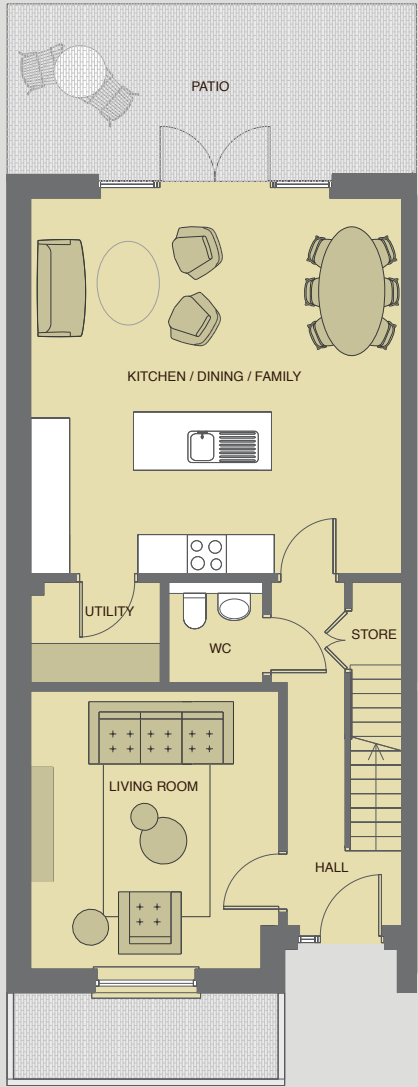 PATIO
KITCHEN / DINING / FAMILY
UTILITY
WC
STORE
LIVING ROOM
HALL